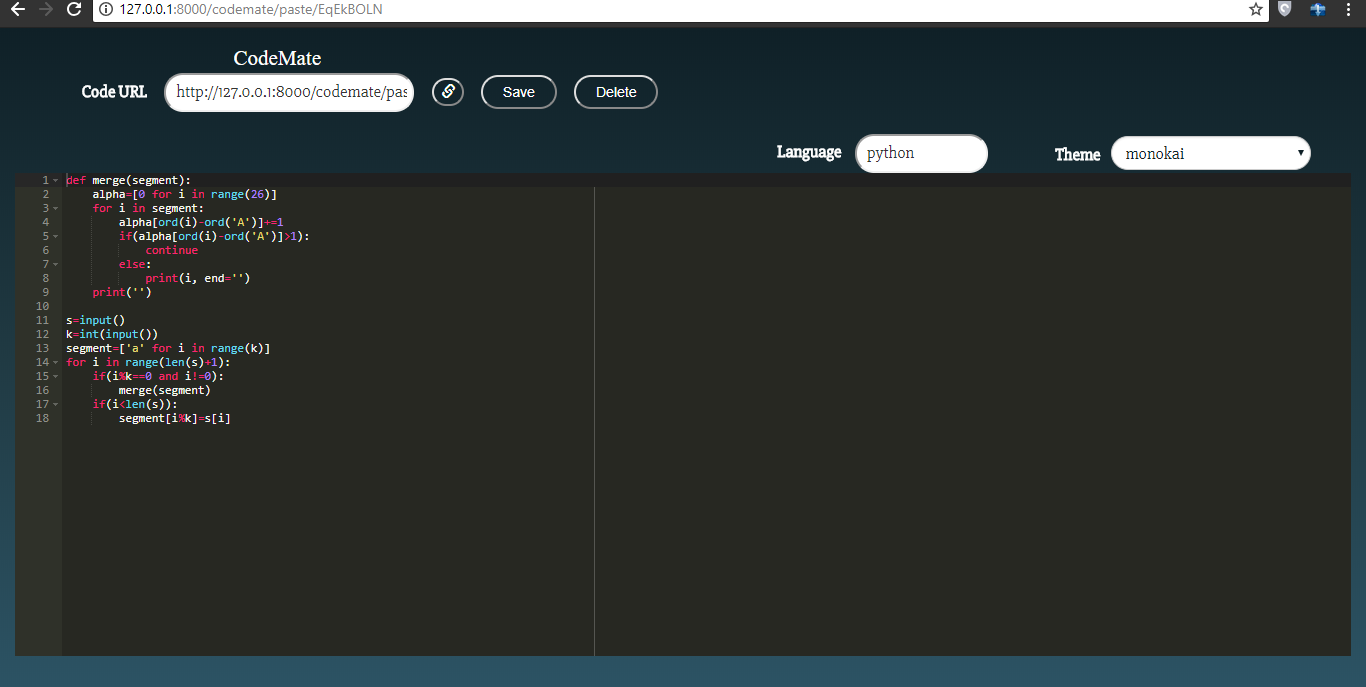 127.0.0.1:8000/codemate/paste/EqEkBOLN
CodeMate
Code URL http://127.0.0.1:8000/codemate/pas Save Delete
Language python Theme monokai
1 def merge(segment):
2     alpha=[0 for i in range(26)]
3     for i in segment:
4         alpha[ord(i)-ord('A')]+=1
5         if(alpha[ord(i)-ord('A')]>1):
6             continue
7         else:
8             print(i, end='')
9     print('')
10
11 s=input()
12 k=int(input())
13 segment=['a' for i in range(k)]
14 for i in range(len(s)+1):
15     if(i%k==0 and i!=0):
16         merge(segment)
17     if(i<len(s)):
18         segment[i%k]=s[i]